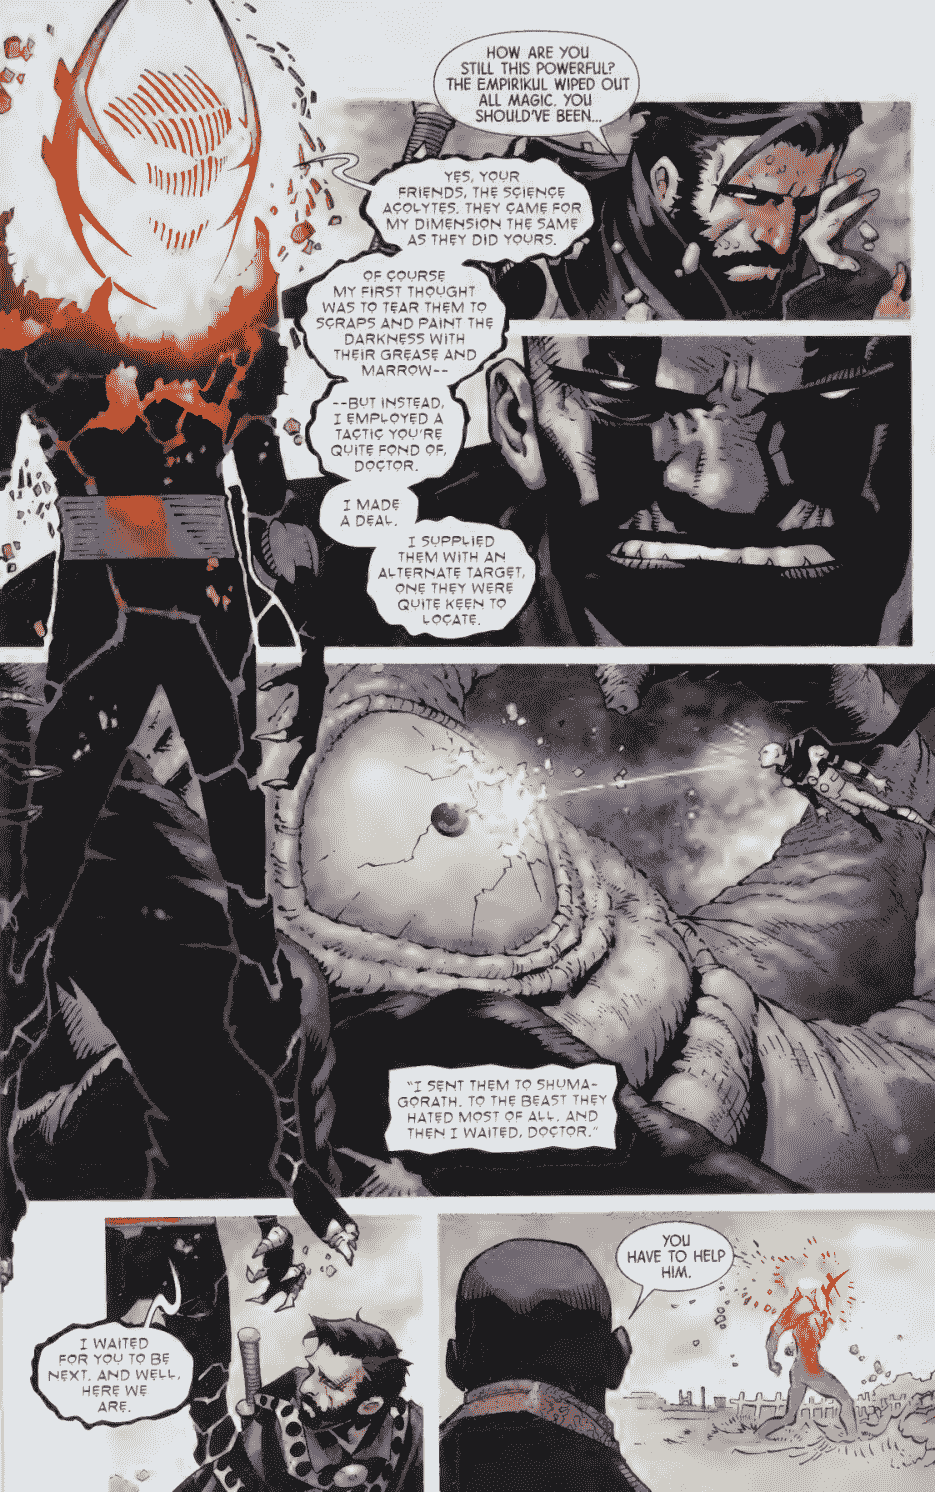 HOW ARE YOU
STILL THIS POWERFUL?
THE EMPIRIKUL WIPED OUT
ALL MAGIC. YOU
SHOULD'VE BEEN...
YES, YOUR
FRIENDS, THE SCIENCE
ACOLYTES. THEY CAME FOR
MY DIMENSION THE SAME
AS THEY DID YOURS.
OF COURSE
MY FIRST THOUGHT
WAS TO TEAR THEM TO
SCRAPS AND PAINT THE
DARKNESS WITH
THEIR GREASE AND
MARROW--
--BUT INSTEAD,
I EMPLOYED A
TACTIC YOU'RE
QUITE FOND OF,
DOCTOR.
I MADE
A DEAL.
I SUPPLIED
THEM WITH AN
ALTERNATE TARGET,
ONE THEY WERE
QUITE KEEN TO
LOCATE.
"I SENT THEM TO SHUMA-
GORATH. TO THE BEAST THEY
HATED MOST OF ALL. AND
THEN I WAITED, DOCTOR."
I WAITED
FOR YOU TO BE
NEXT. AND WELL,
HERE WE
ARE.
YOU
HAVE TO HELP
HIM.